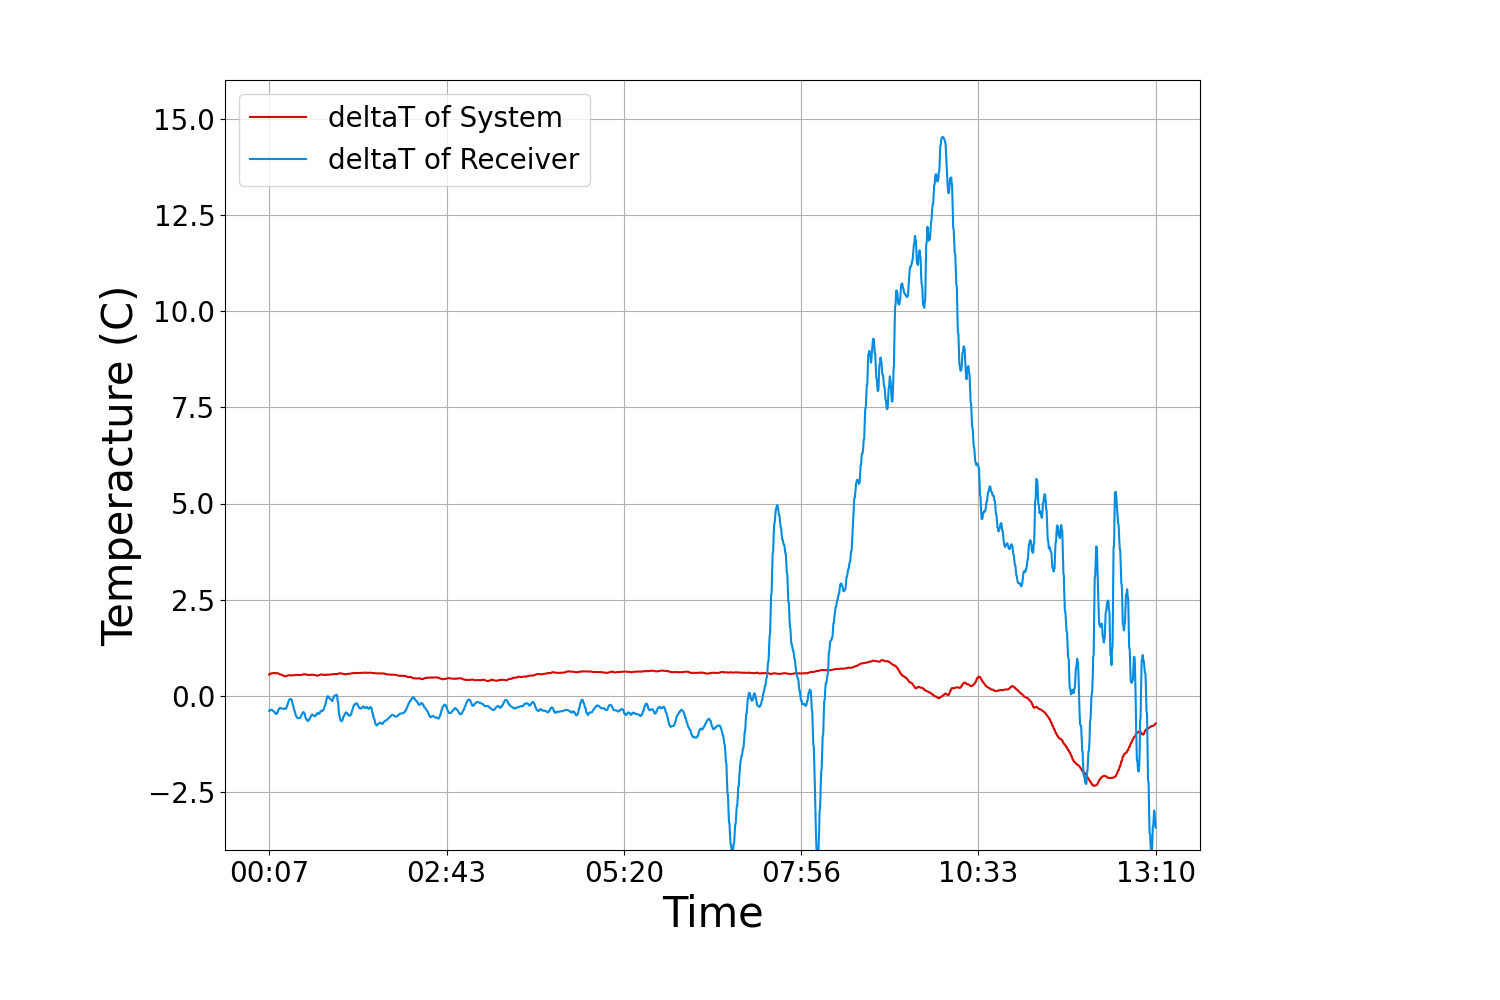 deltaT of System
deltaT of Receiver
15.0
12.5
10.0
7.5
5.0
2.5
0.0
−2.5
Temperacture (C)
00:07 02:43 05:20 07:56 10:33 13:10
Time